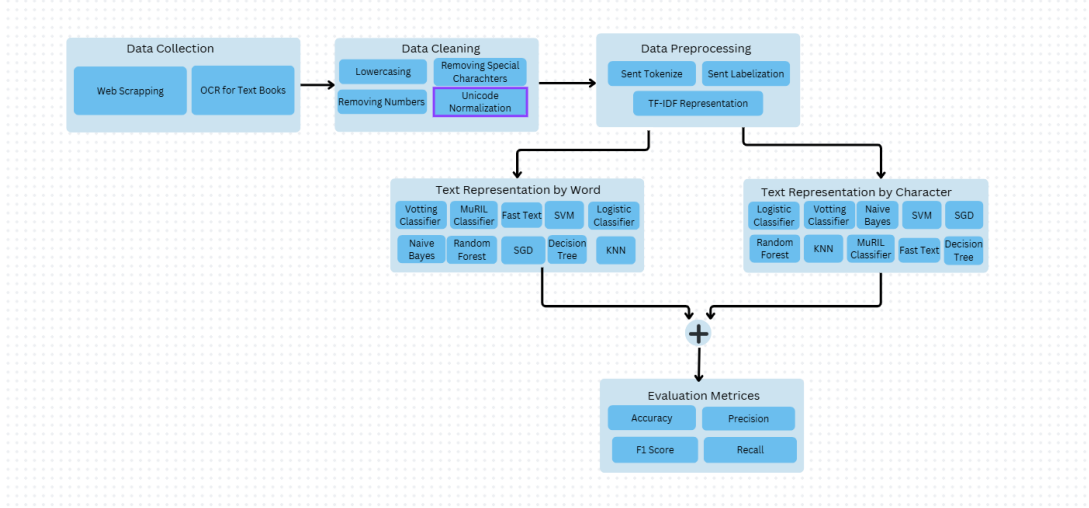 Data Collection
Web Scrapping
OCR for Text Books
Data Cleaning
Lowercasing
Removing Special
Charachters
Removing Numbers
Unicode
Normalization
Data Preprocessing
Sent Tokenize
Sent Labelization
TF-IDF Representation
Text Representation by Word
Votting
Classifier
MuRIL
Classifier
Fast Text
SVM
Logistic
Classifier
Naive
Bayes
Random
Forest
SGD
Decision
Tree
KNN
Text Representation by Character
Logistic
Classifier
Votting
Classifier
Naive
Bayes
SVM
SGD
Random
Forest
KNN
MuRIL
Classifier
Fast Text
Decision
Tree
Evaluation Metrices
Accuracy
Precision
F1 Score
Recall